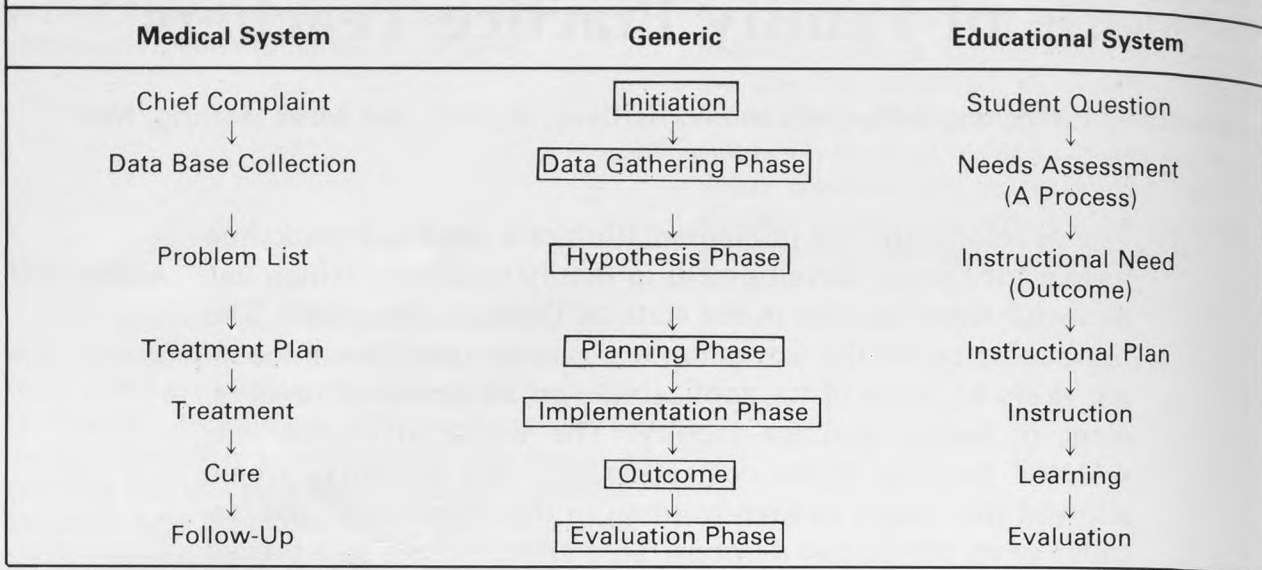 Medical System Generic Educational System
Chief Complaint Initiation Student Question
Data Base Collection Data Gathering Phase Needs Assessment
(A Process)
Problem List Hypothesis Phase Instructional Need
(Outcome)
Treatment Plan Planning Phase Instructional Plan
Treatment Implementation Phase Instruction
Cure Outcome Learning
Follow-Up Evaluation Phase Evaluation